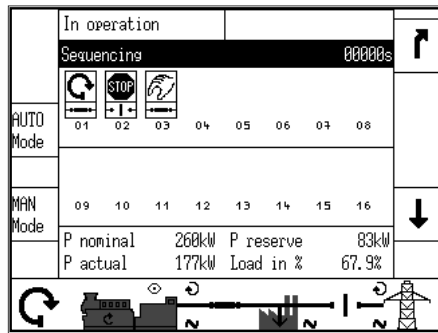 In operation
Sequencing 00000s
STOP
01 02 03 04 05 06 07 08
AUTO
Mode
09 10 11 12 13 14 15 16
MAN
Mode
P nominal 260kW P reserve 83kW
P actual 177kW Load in % 67.9%